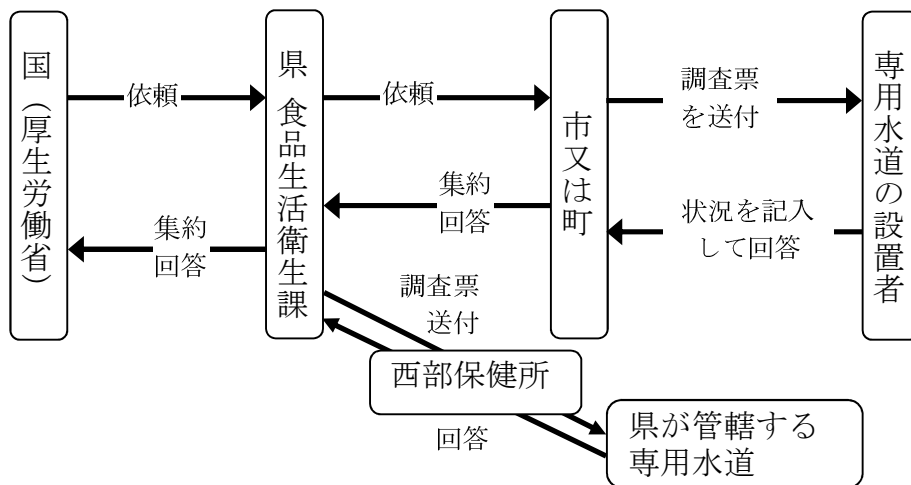 国（厚生労働省）
依頼
集約
回答
県 食品生活衛生課
依頼
集約
回答
市又は町
調査票
を送付
状況を記入
して回答
専用水道の設置者
調査票
送付
西部保健所
回答
県が管轄する
専用水道